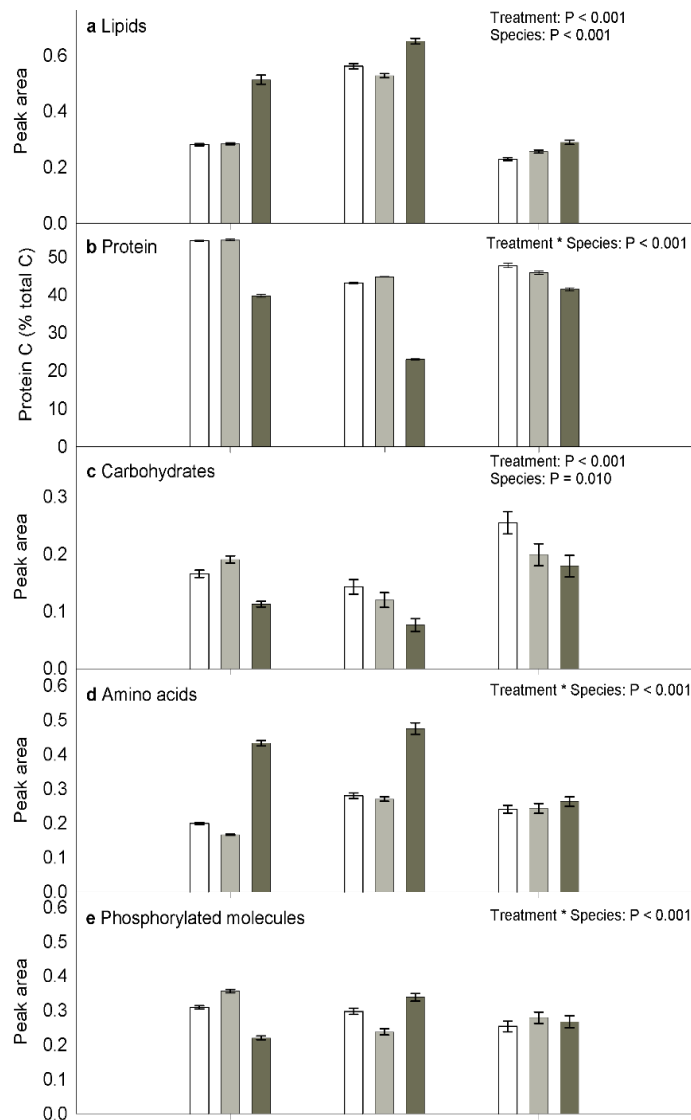 a Lipids
Treatment: P < 0.001
Species: P < 0.001
Peak area
0.6
0.4
0.2
0.0
b Protein
Treatment * Species: P < 0.001
Protein C (% total C)
50
40
30
20
10
0
c Carbohydrates
Treatment: P < 0.001
Species: P = 0.010
Peak area
0.3
0.2
0.1
0.0
d Amino acids
Treatment * Species: P < 0.001
Peak area
0.6
0.5
0.4
0.3
0.2
0.1
0.0
e Phosphorylated molecules
Treatment * Species: P < 0.001
Peak area
0.6
0.5
0.4
0.3
0.2
0.1
0.0